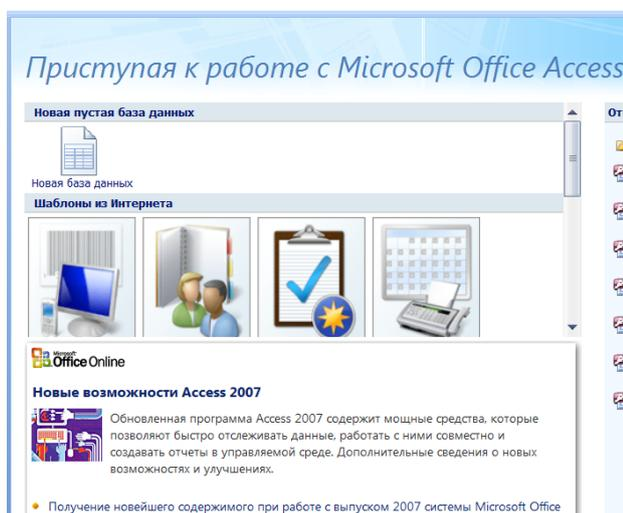 Приступая к работе с Microsoft Office Access
Новая пустая база данных
От
Новая база данных
Шаблоны из Интернета
Microsoft
Office Online
Новые возможности Access 2007
Обновленная программа Access 2007 содержит мощные средства, которые
позволяют быстро отслеживать данные, работать с ними совместно и
создавать отчеты в управляемой среде. Дополнительные сведения о новых
возможностях и улучшениях.
Получение новейшего содержимого при работе с выпуском 2007 системы Microsoft Office